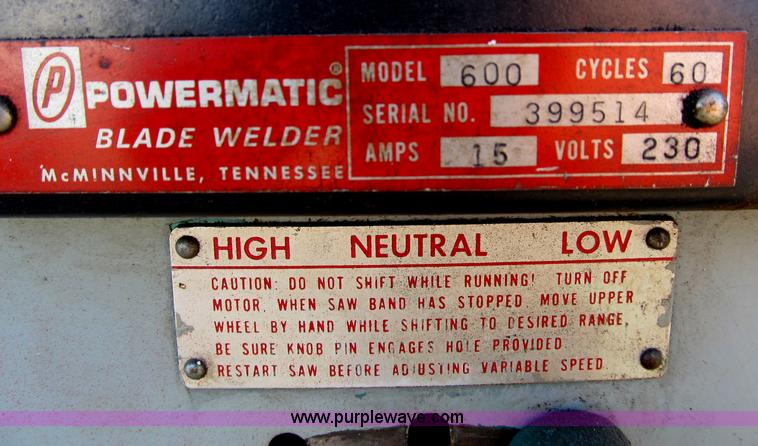 P POWERMATIC®
BLADE WELDER
McMINNVILLE, TENNESSEE
MODEL 600 CYCLES 60
SERIAL NO. 399514
AMPS 15 VOLTS 230
HIGH NEUTRAL LOW
CAUTION: DO NOT SHIFT WHILE RUNNING! TURN OFF
MOTOR. WHEN SAW BAND HAS STOPPED, MOVE UPPER
WHEEL BY HAND WHILE SHIFTING TO DESIRED RANGE.
BE SURE KNOB PIN ENGAGES HOLE PROVIDED.
RESTART SAW BEFORE ADJUSTING VARIABLE SPEED
www.purplewave.com